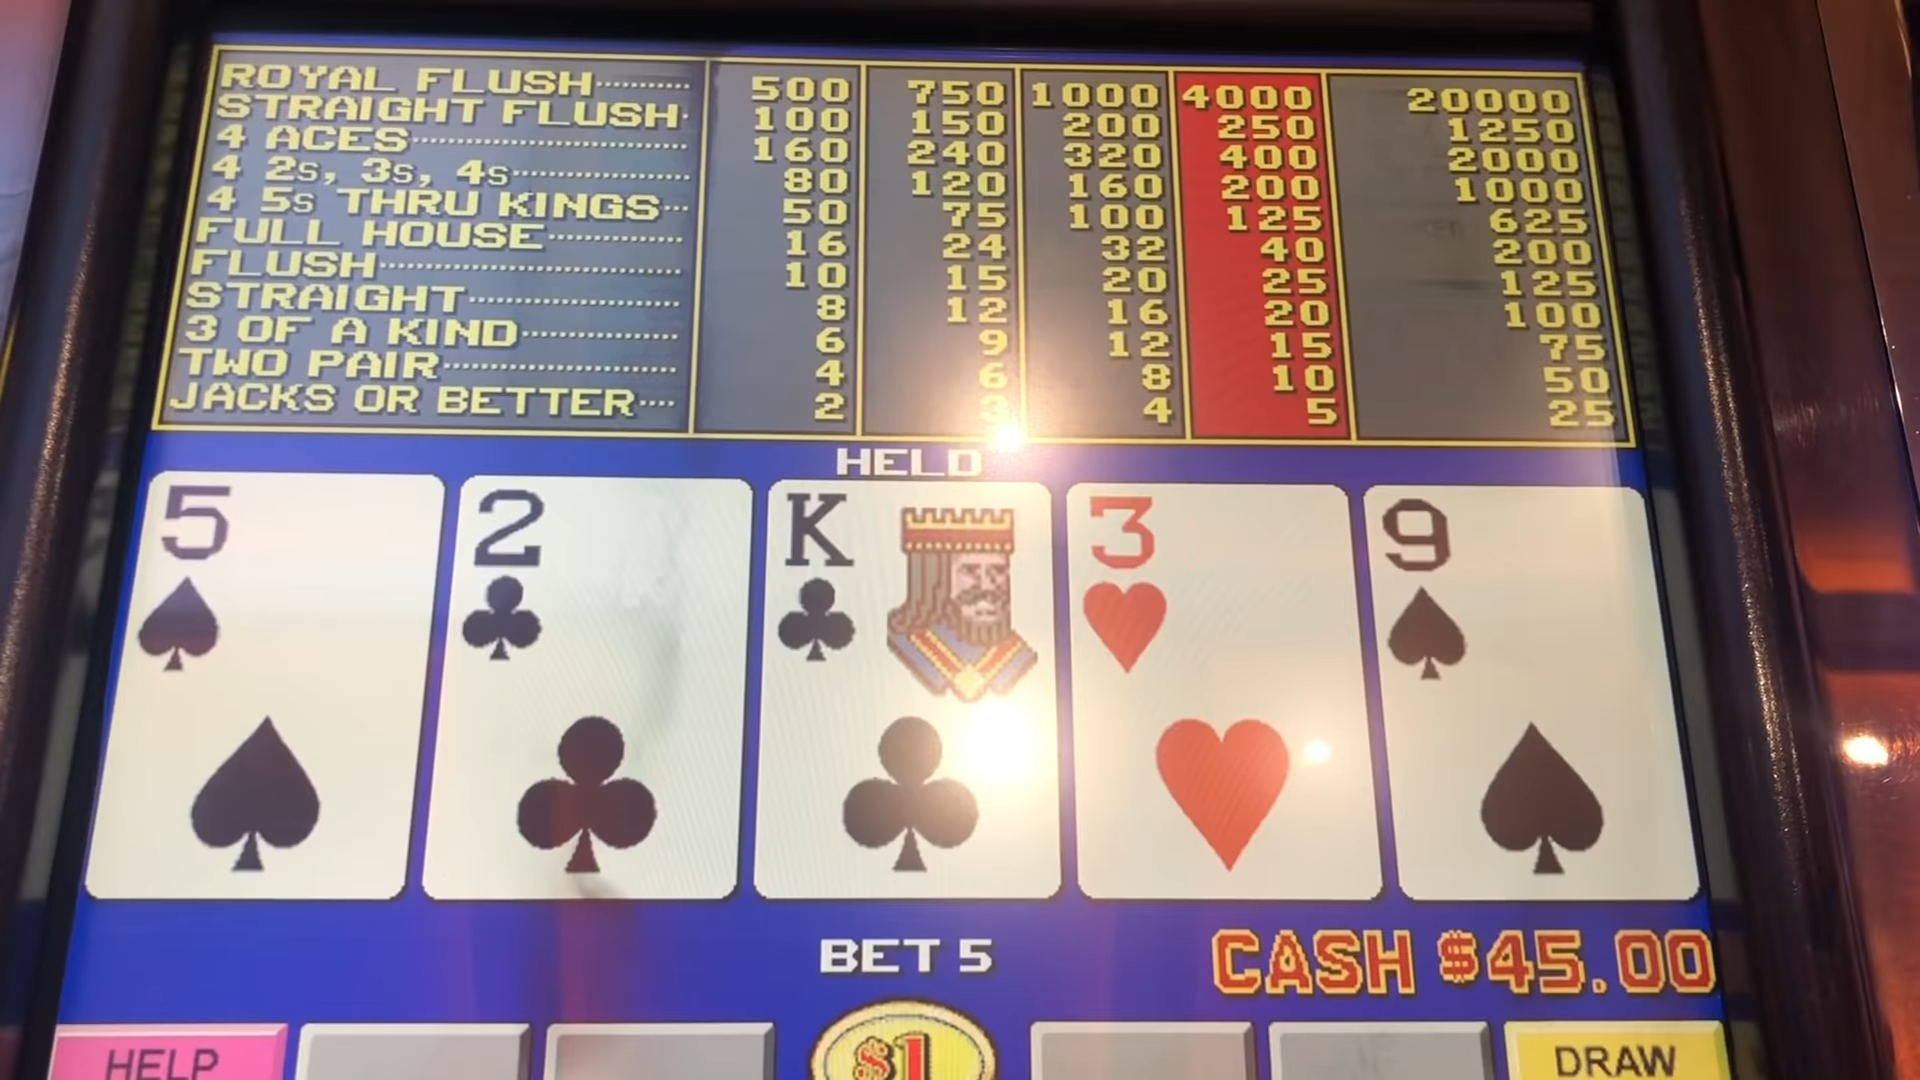 ROYAL FLUSH 500 750 1000 4000 20000
STRAIGHT FLUSH 100 150 200 250 1250
4 ACES 160 240 320 400 2000
4 2S, 3S, 4S 80 120 160 200 1000
4 5S THRU KINGS 50 75 100 125 625
FULL HOUSE 16 24 32 40 200
FLUSH 10 15 20 25 125
STRAIGHT 8 12 16 20 100
3 OF A KIND 6 9 12 15 75
TWO PAIR 4 6 8 10 50
JACKS OR BETTER 2 3 4 5 25
HELD
5 2 K 3 9
BET 5 CASH $45.00
HELP $1 DRAW